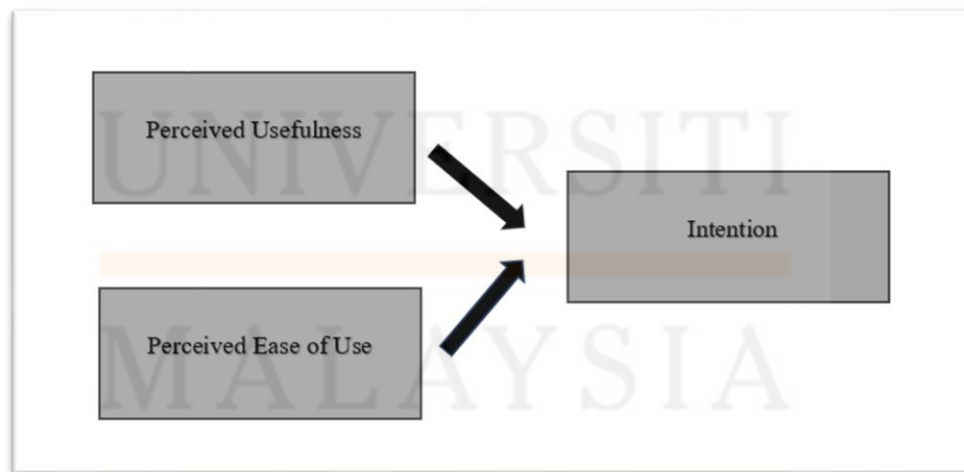 UNIVERSITI
Perceived Usefulness
Intention
Perceived Ease of Use
MALAYSIA